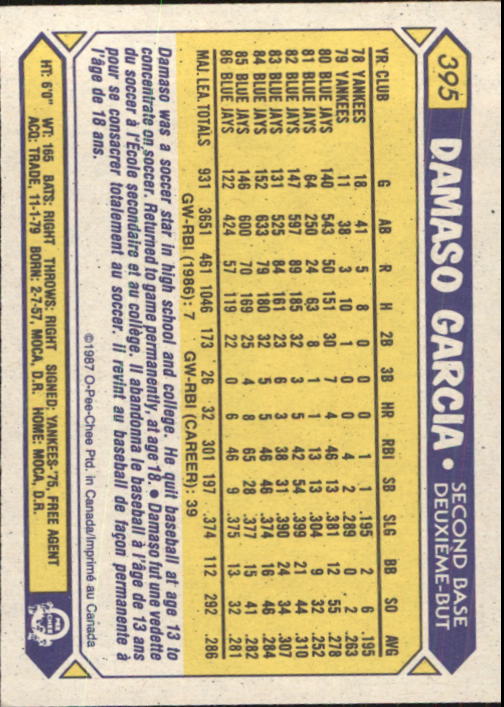 395
DAMASO GARCIA • SECOND BASE
DEUXIÈME-BUT
YR CLUB G AB R H 2B 3B HR RBI SB SLG BB SO AVG
78 YANKEES 18 41 5 8 0 0 0 1 1 .195 2 6 .195
79 YANKEES 11 38 3 10 1 0 0 4 2 .289 0 2 .263
80 BLUE JAYS 140 543 50 151 30 7 4 46 13 .381 12 55 .278
81 BLUE JAYS 64 250 24 63 8 1 1 13 13 .304 9 32 .252
82 BLUE JAYS 147 597 89 185 32 3 5 42 54 .399 21 44 .310
83 BLUE JAYS 525 84 161 23 6 3 38 31 .390 24 34 .307
84 BLUE JAYS 152 633 79 180 32 5 5 46 46 .374 16 46 .284
85 BLUE JAYS 146 600 70 169 25 4 8 65 28 .377 15 41 .282
86 BLUE JAYS 122 424 57 119 22 0 6 46 9 .375 13 32 .281
MAJ. LEA. TOTALS 931 3651 461 1046 173 26 32 301 197 .374 112 292 .286
GW-RBI (1986): 7 GW-RBI (CAREER): 39
Damaso was a soccer star in high school and college. He quit baseball at age 13 to
concentrate on soccer. Returned to game permanently, at age 18. • Damaso fut une vedette
du soccer à l'École secondaire et au collège. Il abandonna le baseball à l'âge de 13 ans
pour se consacrer totalement au soccer. Il revint au baseball de façon permanente à
l'âge de 18 ans.
©1987 O-Pee-Chee Ptd. in Canada/Imprimé au Canada
HT: 6'0" WT: 165 BATS: RIGHT THROWS: RIGHT SIGNED: YANKEES-'75, FREE AGENT
ACQ: TRADE, 11-1-79 BORN: 2-7-57, MOCA, D.R. HOME: MOCA, D.R.
O PEE CHEE